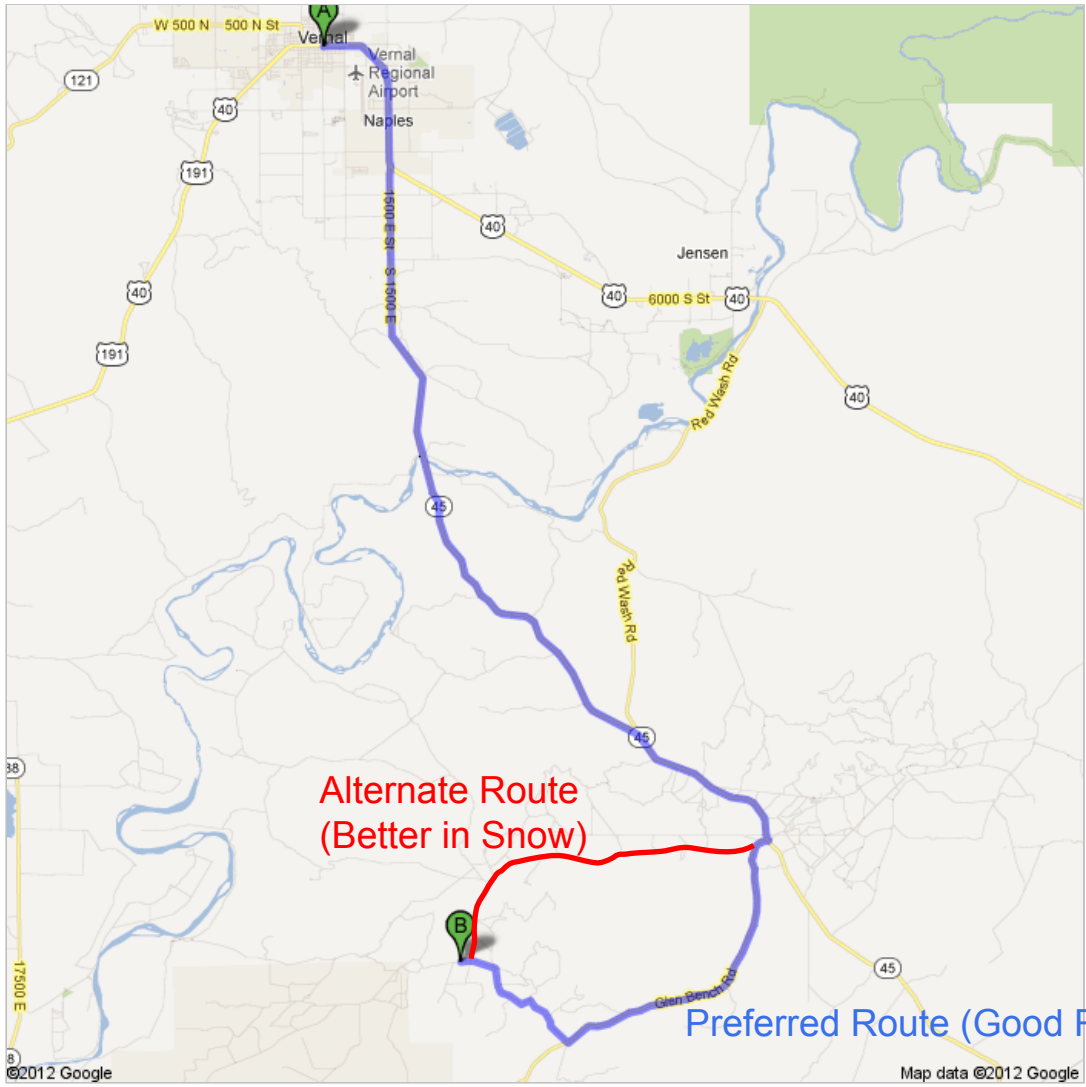 A
W 500 N 500 N St
Vernal
121
Vernal
Regional
Airport
40
Naples
191
1500 E St
40
Jensen
S 1500 E
40
40
6000 S St
40
191
Red Wash Rd
40
45
Red Wash Rd
45
88
Alternate Route
(Better in Snow)
B
17500 E
45
Glen Bench Rd
Preferred Route (Good
©2012 Google
Map data ©2012 Google